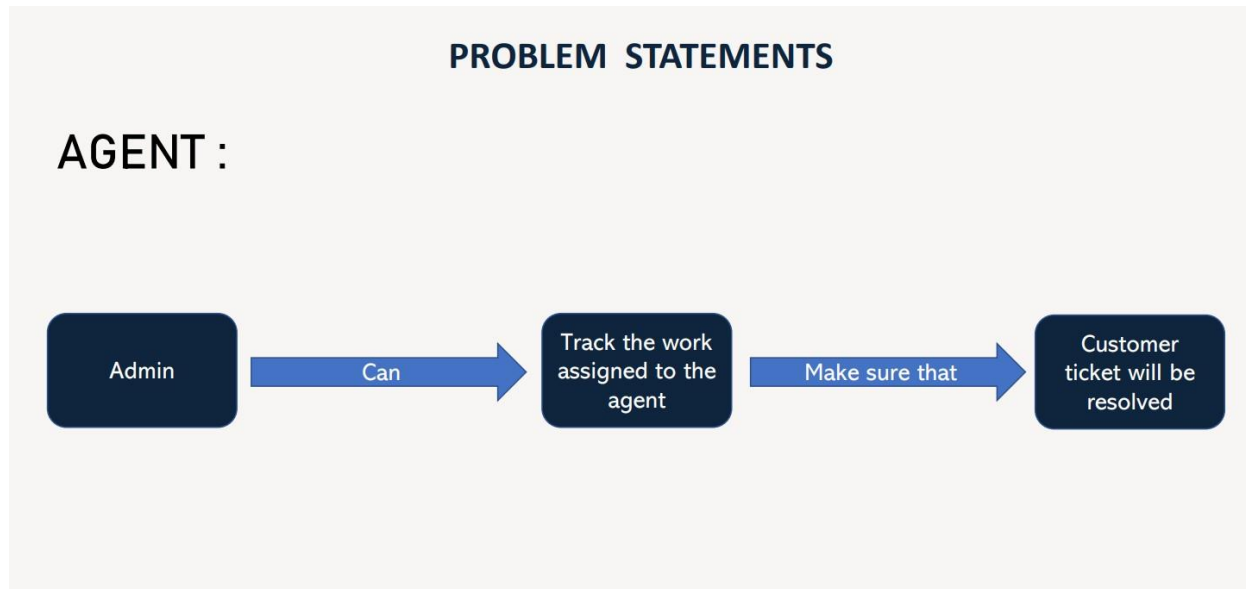 PROBLEM STATEMENTS
AGENT :
Admin
Can
Track the work
assigned to the
agent
Make sure that
Customer
ticket will be
resolved